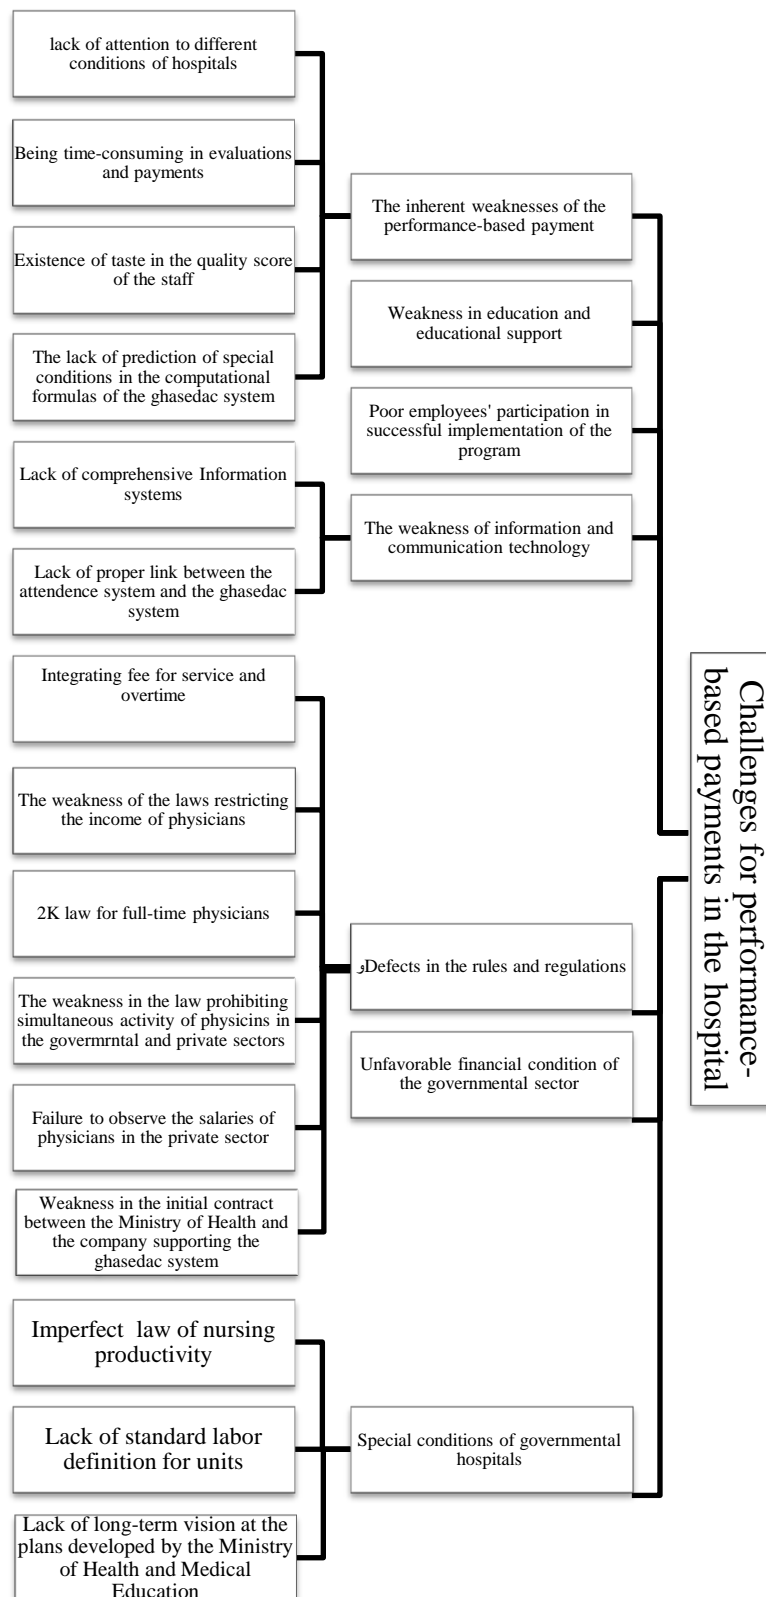 lack of attention to different
conditions of hospitals
Being time-consuming in evaluations
and payments
Existence of taste in the quality score
of the staff
The lack of prediction of special
conditions in the computational
formulas of the ghasedac system
The inherent weaknesses of the
performance-based payment
Weakness in education and
educational support
Poor employees' participation in
successful implementation of the
program
Lack of comprehensive Information
systems
Lack of proper link between the
attendence system and the ghasedac
system
The weakness of information and
communication technology
Challenges for performance-
based payments in the hospital
Integrating fee for service and
overtime
The weakness of the laws restricting
the income of physicians
2K law for full-time physicians
The weakness in the law prohibiting
simultaneous activity of physicins in
the govermrntal and private sectors
Failure to observe the salaries of
physicians in the private sector
Weakness in the initial contract
between the Ministry of Health and
the company supporting the
ghasedac system
وDefects in the rules and regulations
Unfavorable financial condition of
the governmental sector
Imperfect law of nursing
productivity
Lack of standard labor
definition for units
Lack of long-term vision at the
plans developed by the Ministry
of Health and Medical
Education
Special conditions of governmental
hospitals